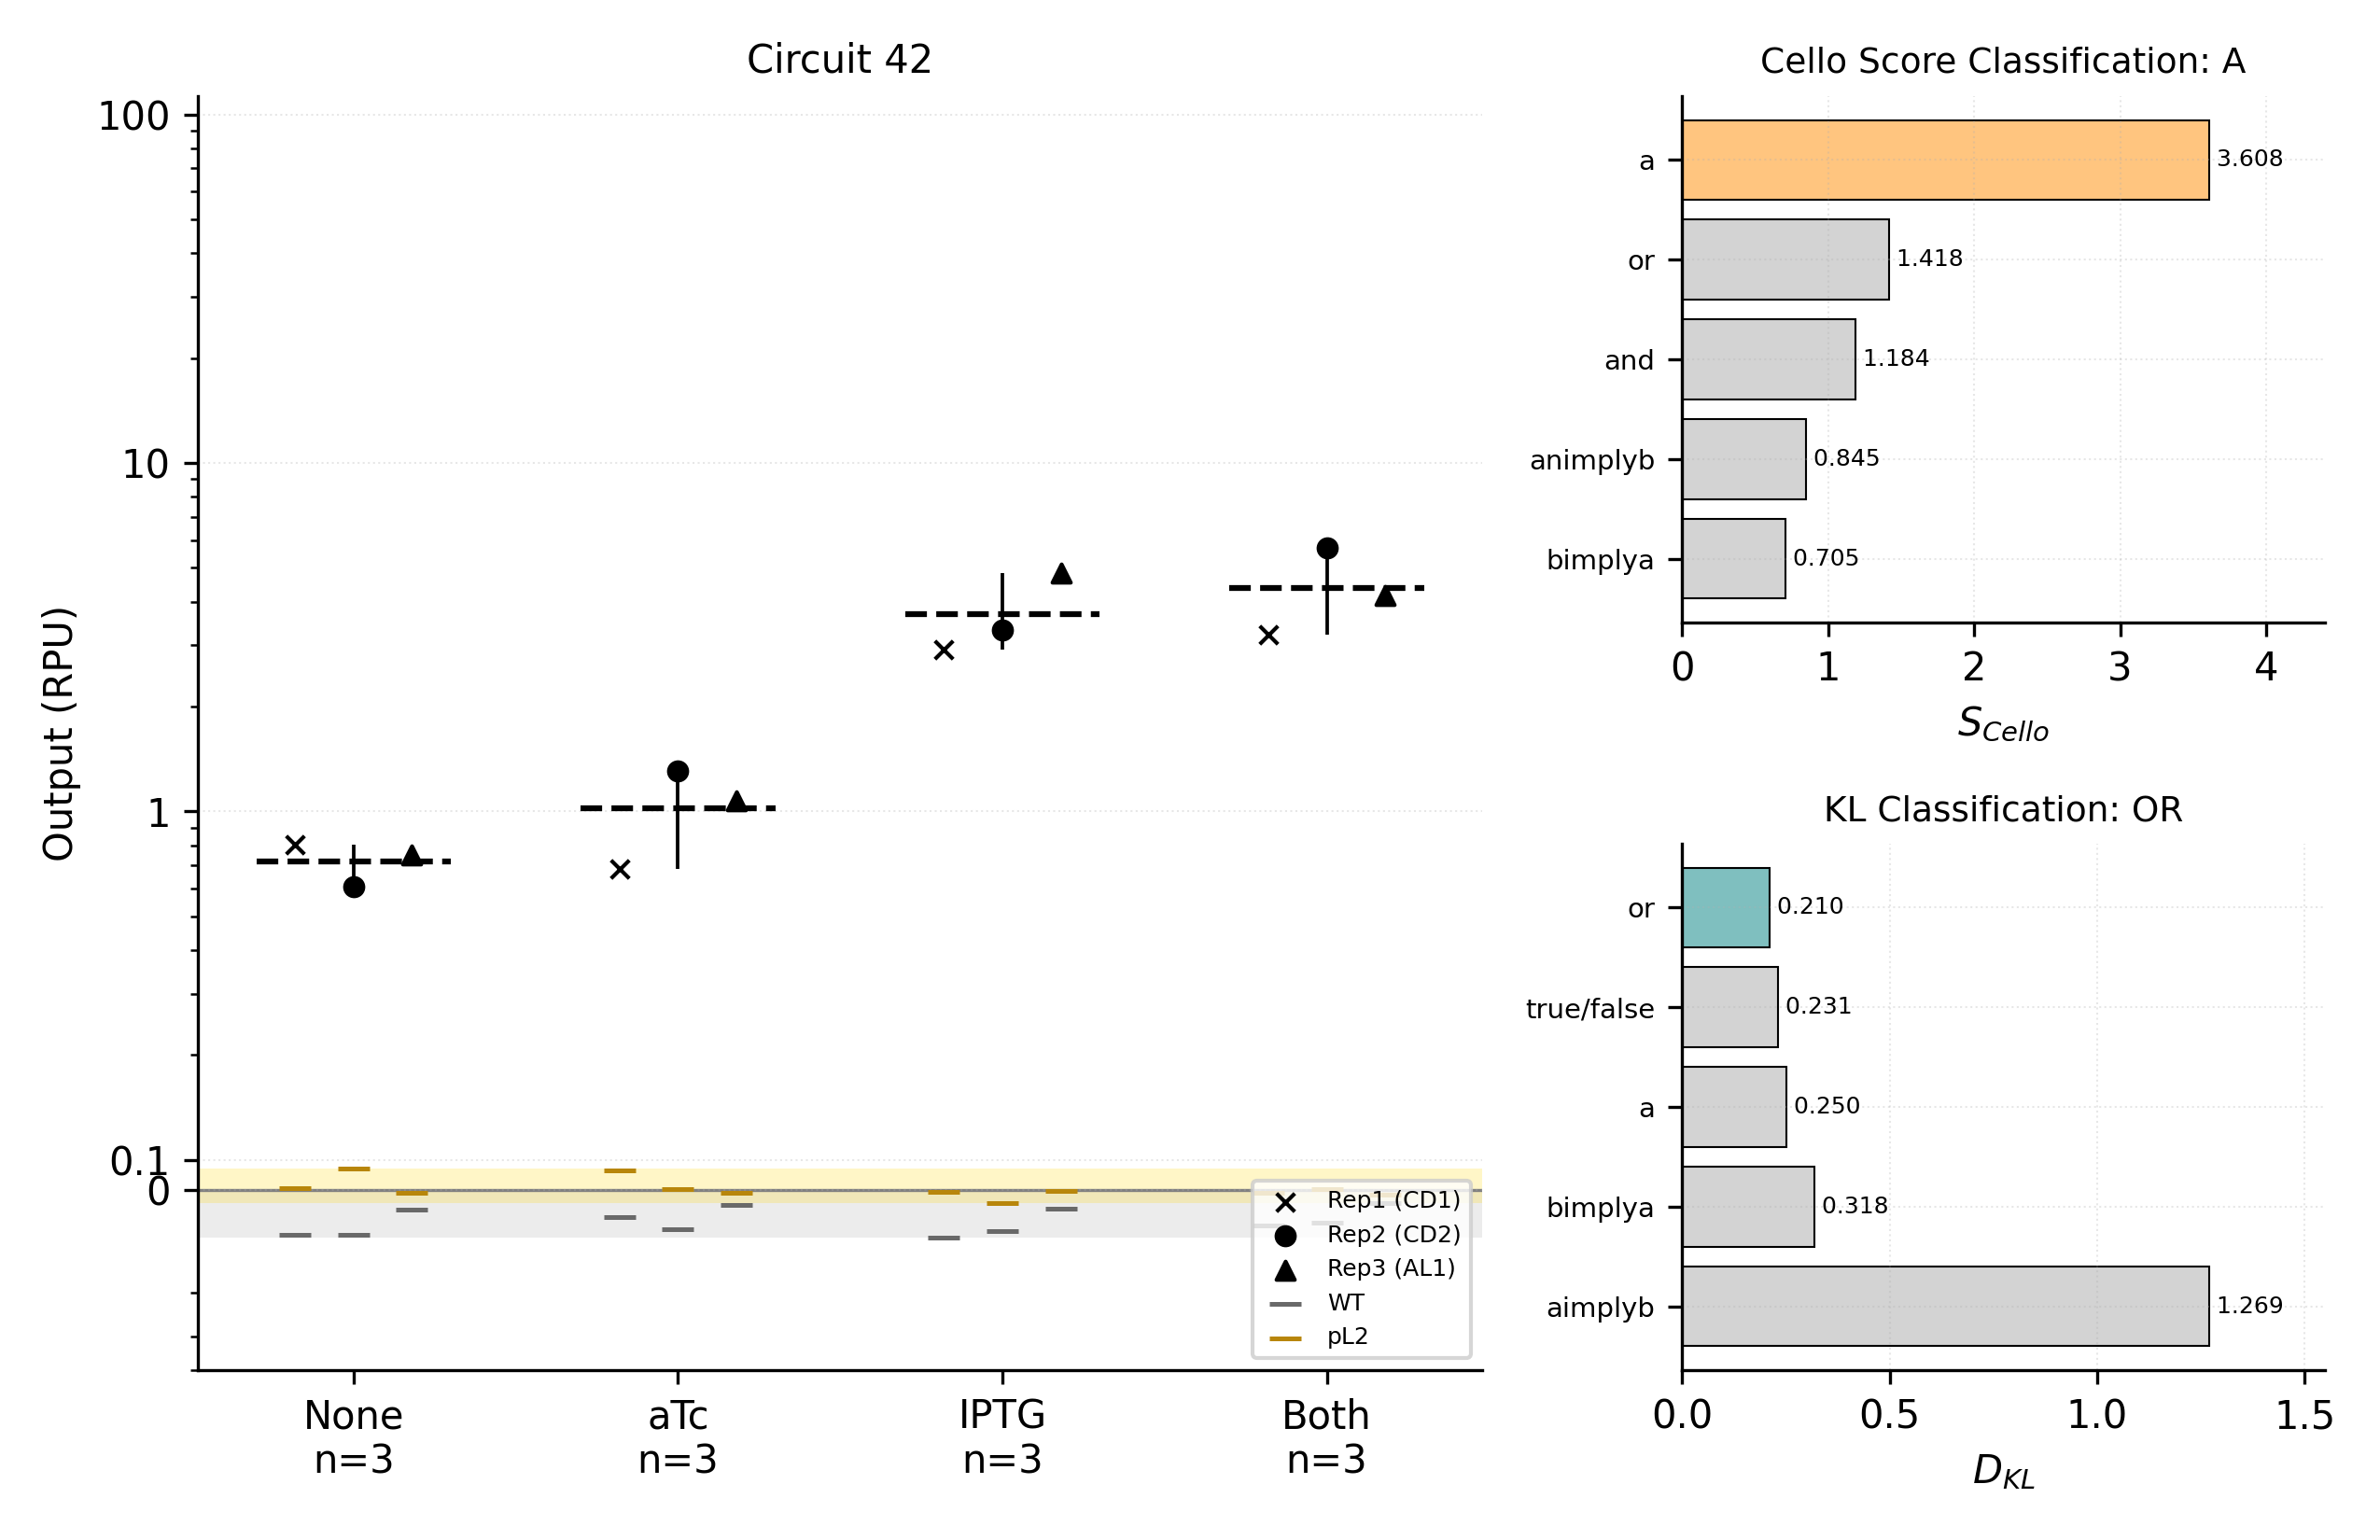 Circuit 42
Output (RPU)
100
10
1
0.1
0
Rep1 (CD1)
Rep2 (CD2)
Rep3 (AL1)
WT
pL2
None
n=3
aTc
n=3
IPTG
n=3
Both
n=3
Cello Score Classification: A
a
3.608
or
1.418
and
1.184
animplyb
0.845
bimplya
0.705
0 1 2 3 4
S_Cello
KL Classification: OR
or
0.210
true/false
0.231
a
0.250
bimplya
0.318
aimplyb
1.269
0.0 0.5 1.0 1.5
D_KL